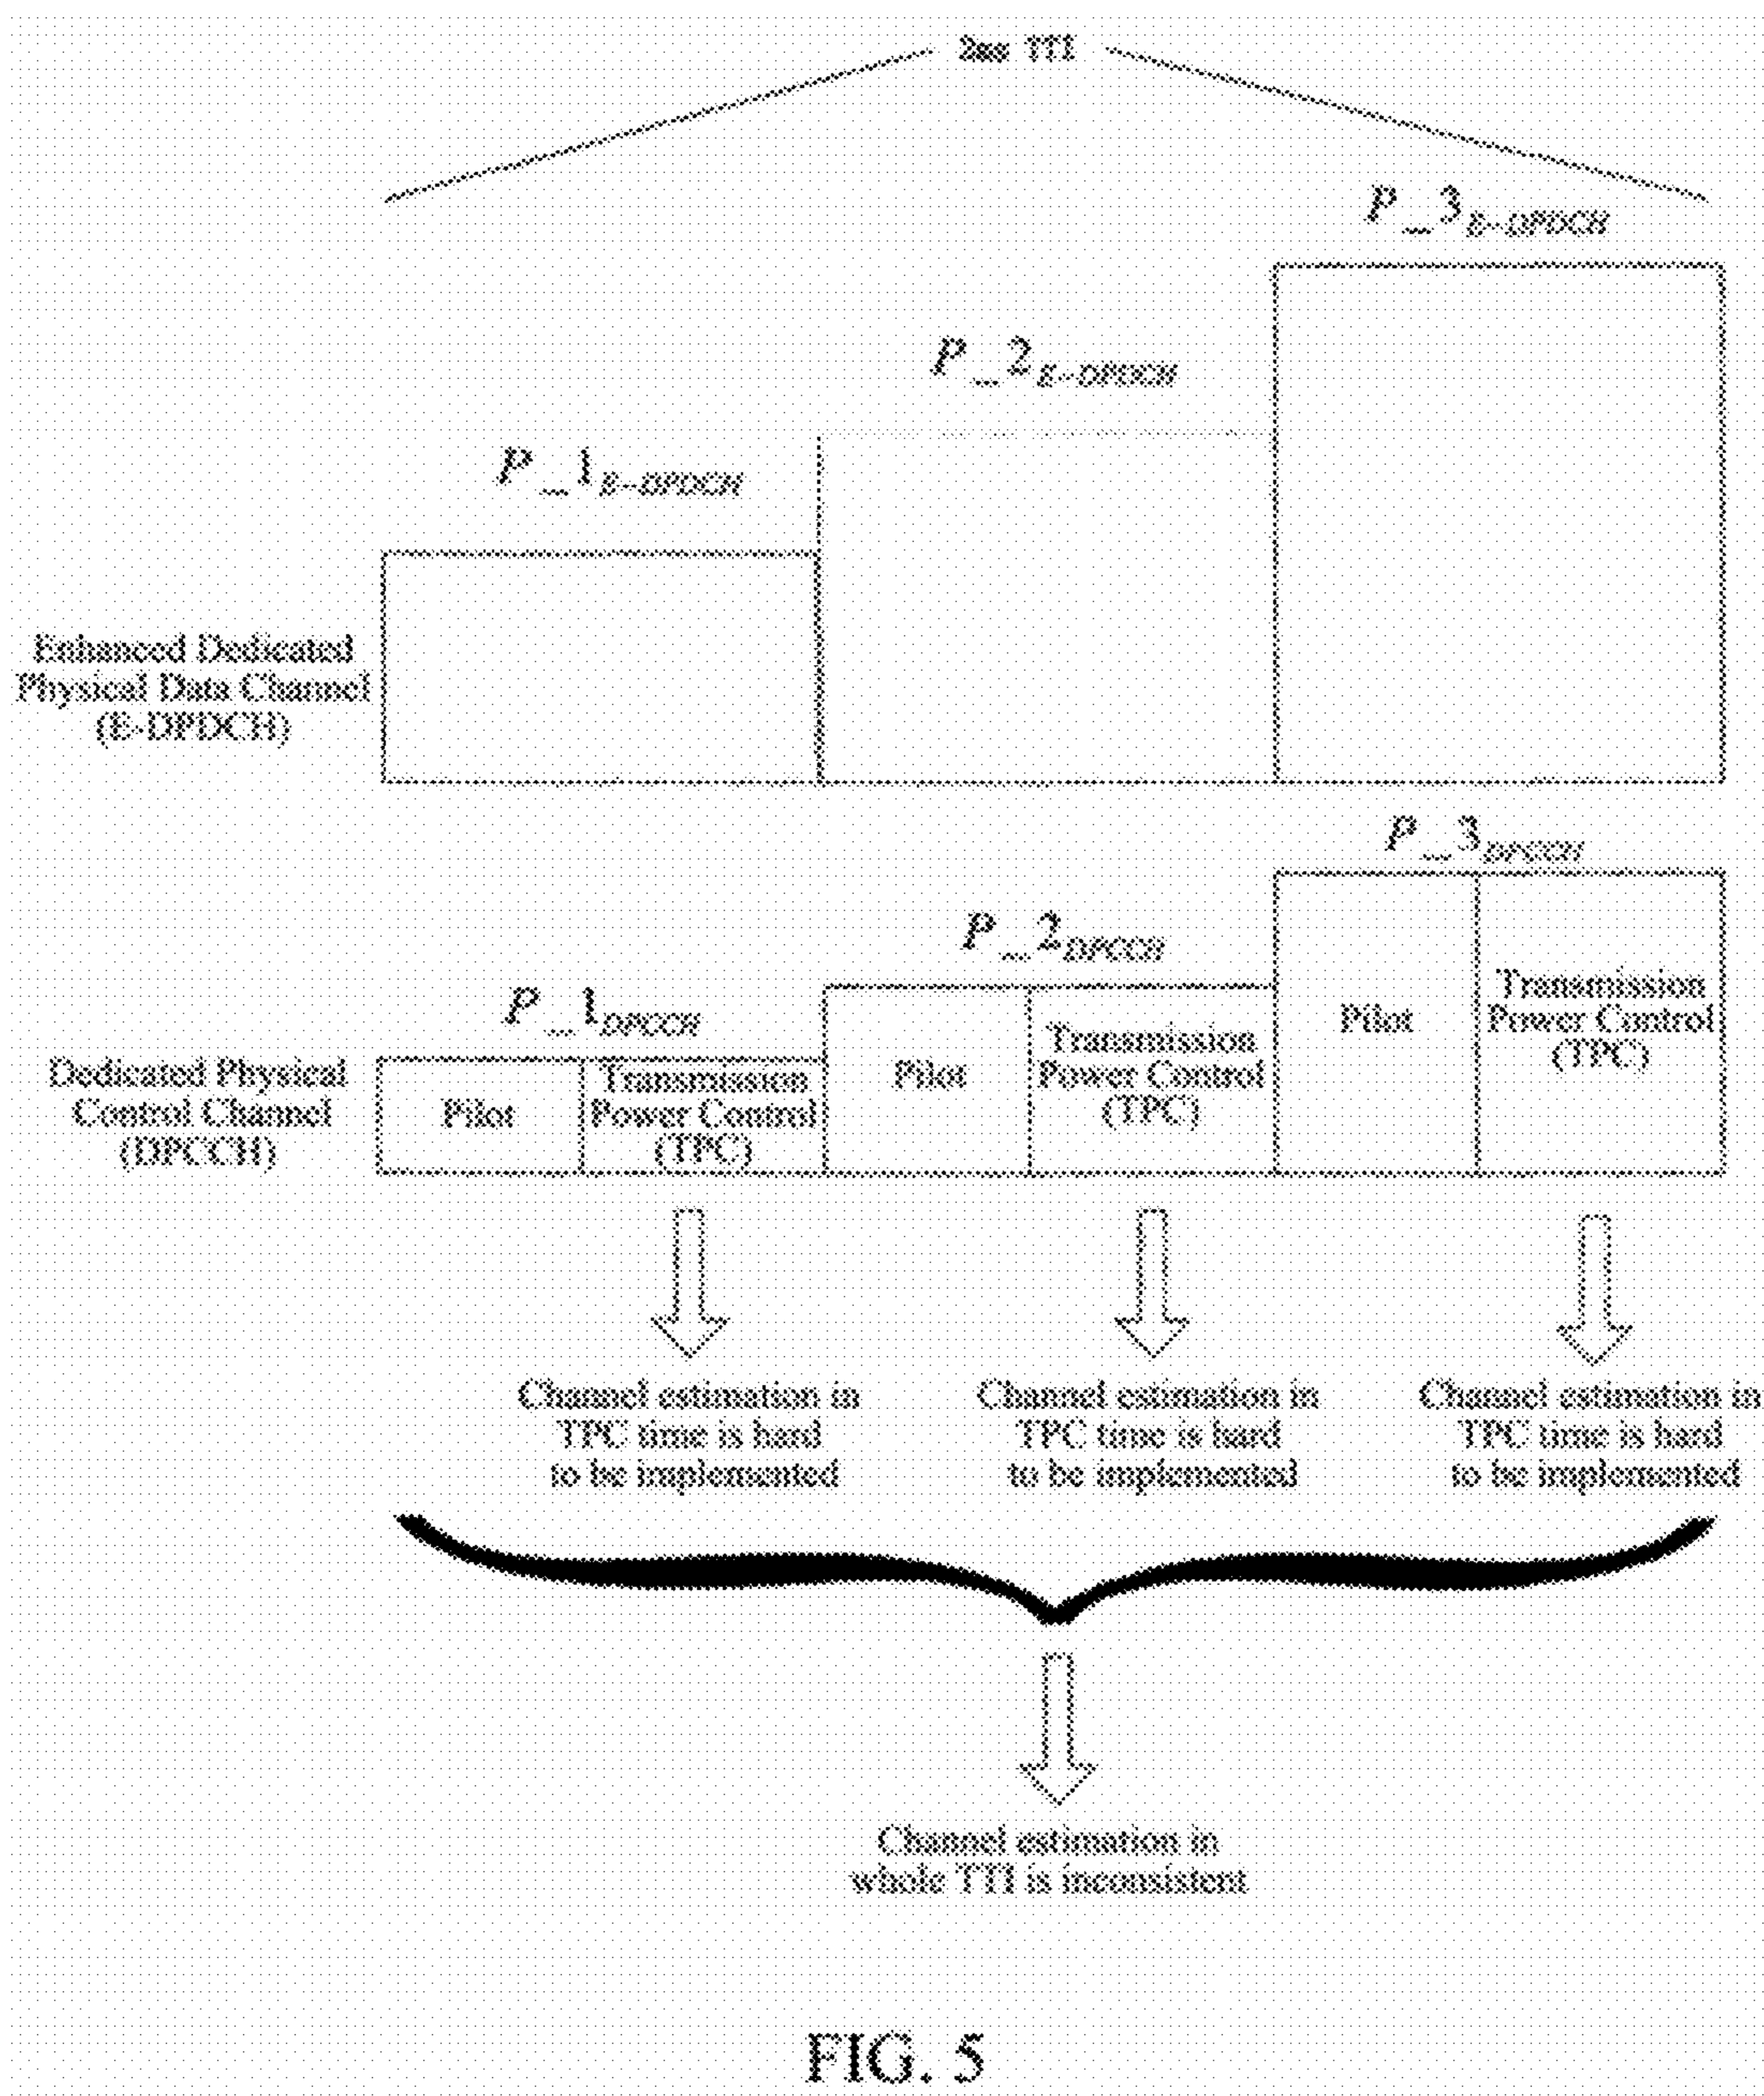 2ms TTI
P_3E-DPDCH
P_2E-DPDCH
P_1E-DPDCH
Enhanced Dedicated
Physical Data Channel
(E-DPDCH)
P_3DPCCH
P_2DPCCH
P_1DPCCH
Dedicated Physical
Control Channel
(DPCCH)
Pilot
Transmission
Power Control
(TPC)
Pilot
Transmission
Power Control
(TPC)
Pilot
Transmission
Power Control
(TPC)
Channel estimation in
TPC time is hard
to be implemented
Channel estimation in
TPC time is hard
to be implemented
Channel estimation in
TPC time is hard
to be implemented
Channel estimation in
whole TTI is inconsistent
FIG. 5